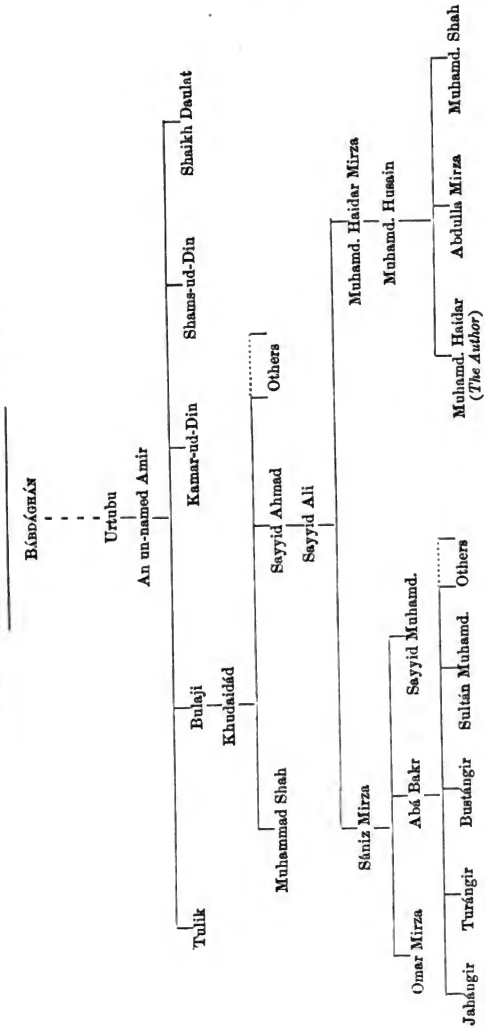 BÁBDÁGHÁN
Urtubu
An un-named Amir
Tulik
Bulaji
Kamar-ud-Din
Shams-ud-Din
Shaikh Daulat
Khudaidád
Muhammad Shah
Sayyid Ahmad
Others
Sayyid Ali
Sániz Mirza
Muhamd. Haidar Mirza
Muhamd. Husain
Omar Mirza
Abá Bakr
Sayyid Muhamd.
Muhamd. Haidar
(The Author)
Abdulla Mirza
Muhamd. Shah
Jahángir
Turángir
Bustángir
Sultán Muhamd.
Others